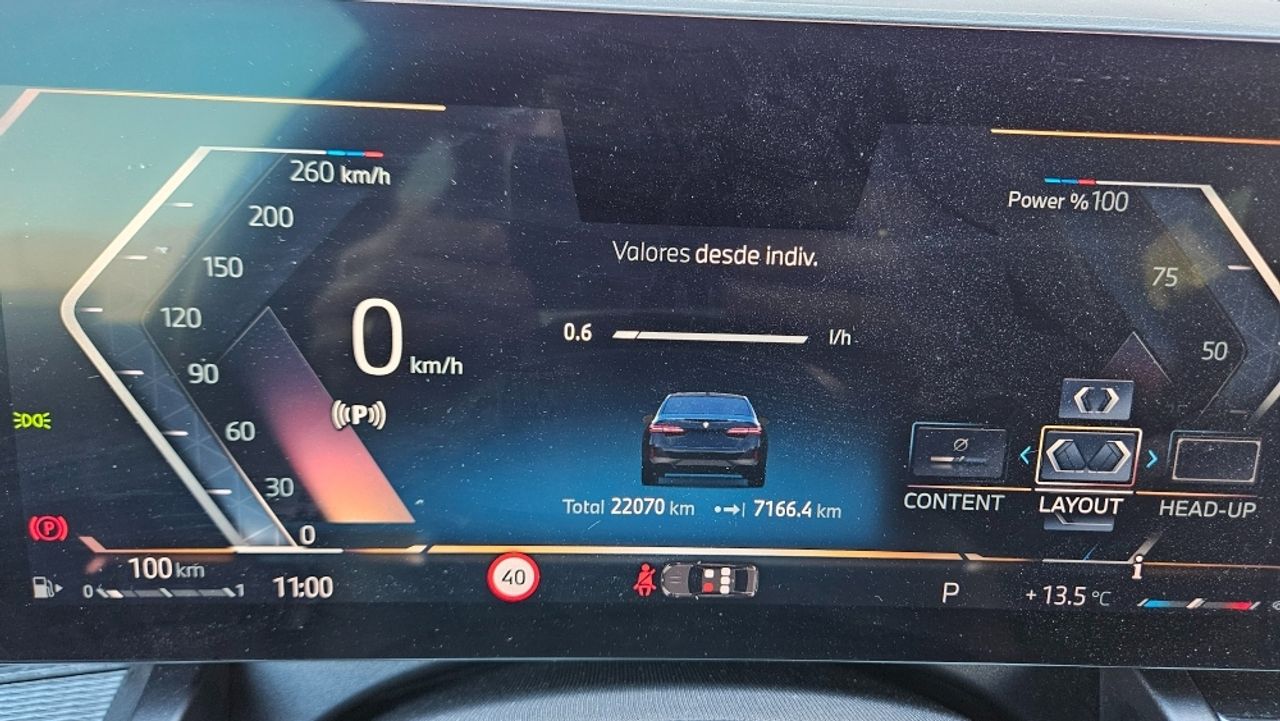 260 km/h
200
150
120
90
60
30
0
0 km/h
(((P)))
(P)
100 km
0 1
11:00
Valores desde indiv.
0.6 l/h
Total 22070 km 7166.4 km
40
Power % 100
75
50
CONTENT LAYOUT HEAD-UP
i
P
+13.5 °C